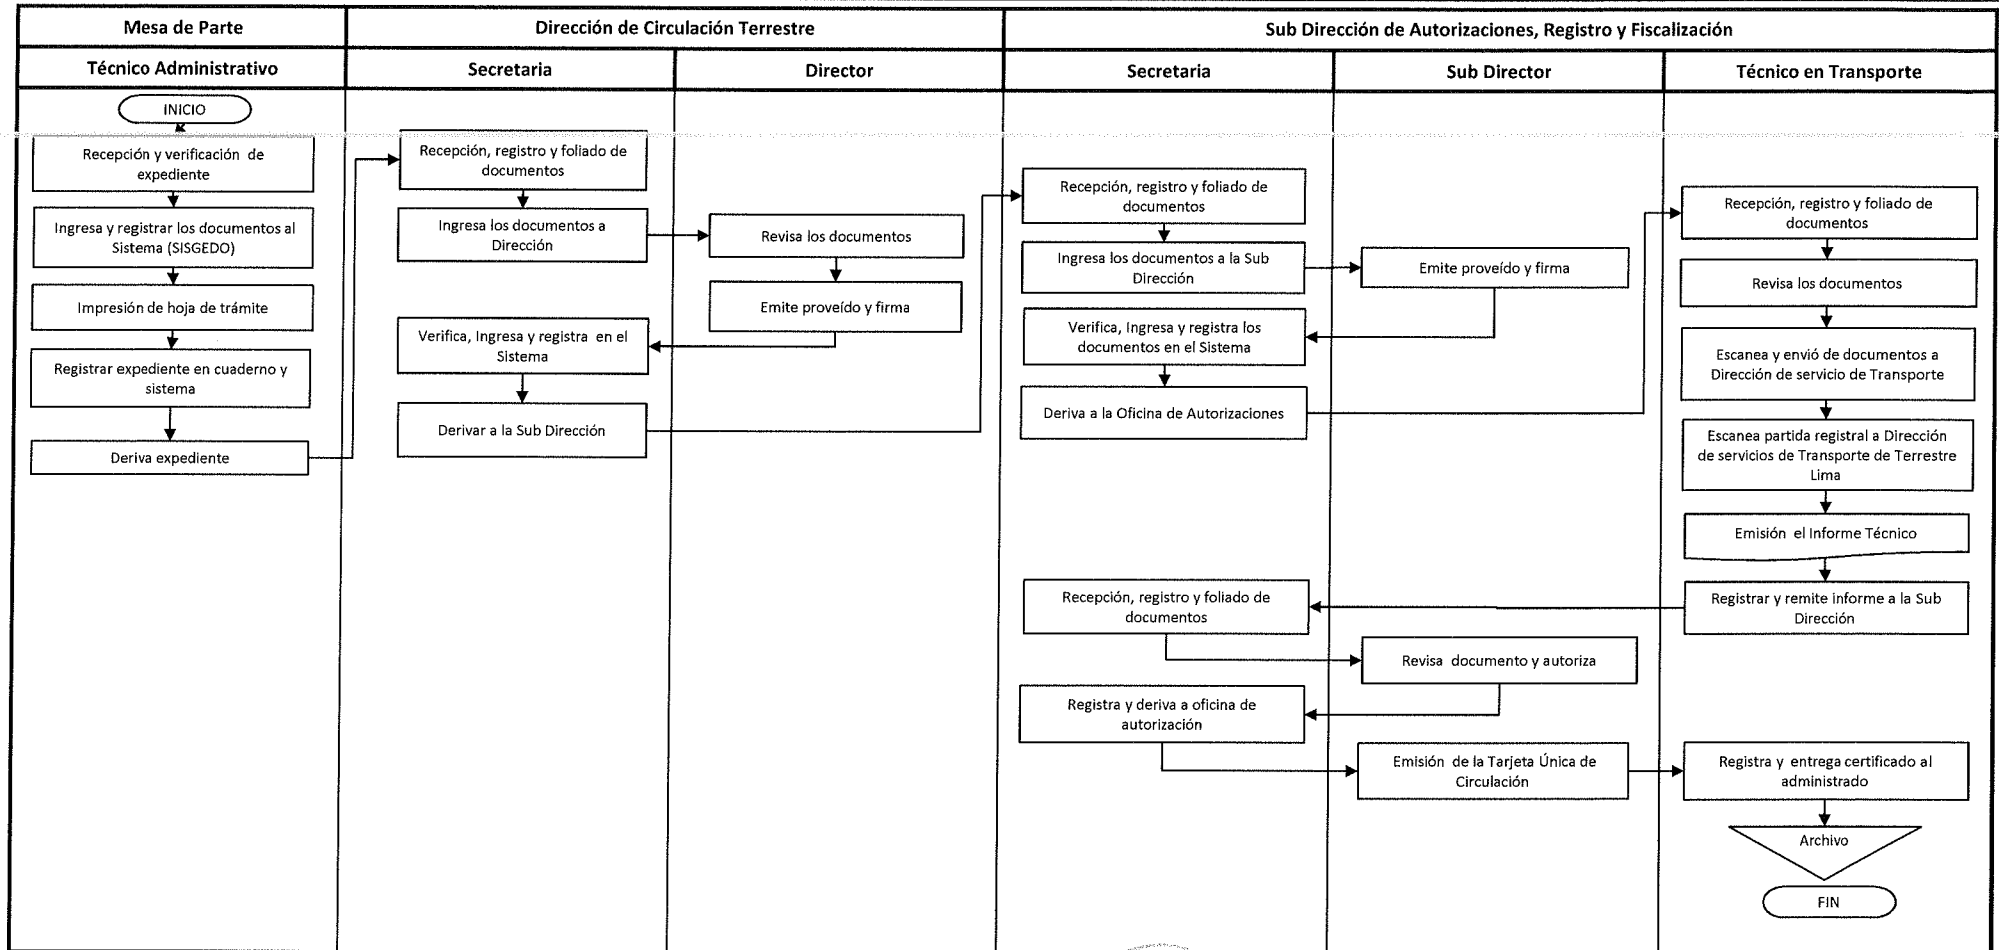 Mesa de Parte
Dirección de Circulación Terrestre
Sub Dirección de Autorizaciones, Registro y Fiscalización
Técnico Administrativo
Secretaria
Director
Secretaria
Sub Director
Técnico en Transporte
INICIO
Recepción y verificación de
expediente
Ingresa y registrar los documentos al
Sistema (SISGEDO)
Impresión de hoja de trámite
Registrar expediente en cuaderno y
sistema
Deriva expediente
Recepción, registro y foliado de
documentos
Ingresa los documentos a
Dirección
Revisa los documentos
Emite proveído y firma
Verifica, Ingresa y registra en el
Sistema
Derivar a la Sub Dirección
Recepción, registro y foliado de
documentos
Ingresa los documentos a la Sub
Dirección
Emite proveído y firma
Verifica, Ingresa y registra los
documentos en el Sistema
Deriva a la Oficina de Autorizaciones
Recepción, registro y foliado de
documentos
Revisa los documentos
Escanea y envió de documentos a
Dirección de servicio de Transporte
Escanea partida registral a Dirección
de servicios de Transporte de Terrestre
Lima
Emisión el Informe Técnico
Registrar y remite informe a la Sub
Dirección
Recepción, registro y foliado de
documentos
Revisa documento y autoriza
Registra y deriva a oficina de
autorización
Emisión de la Tarjeta Única de
Circulación
Registra y entrega certificado al
administrado
Archivo
FIN